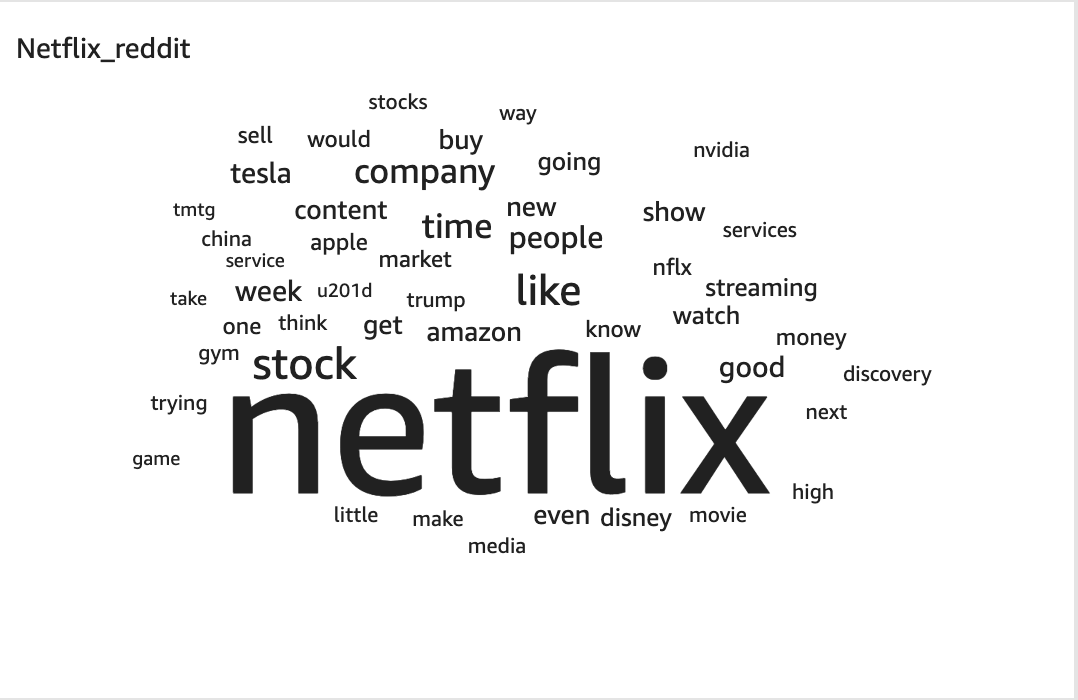 Netflix_reddit
stocks
way
sell
would
buy
nvidia
going
tesla
company
tmtg
content
time
new
people
show
services
china
apple
service
market
nflx
streaming
take
week
u201d
trump
like
watch
one
think
get
amazon
know
money
gym
stock
good
discovery
trying
netflix
next
game
high
little
make
even
disney
movie
media